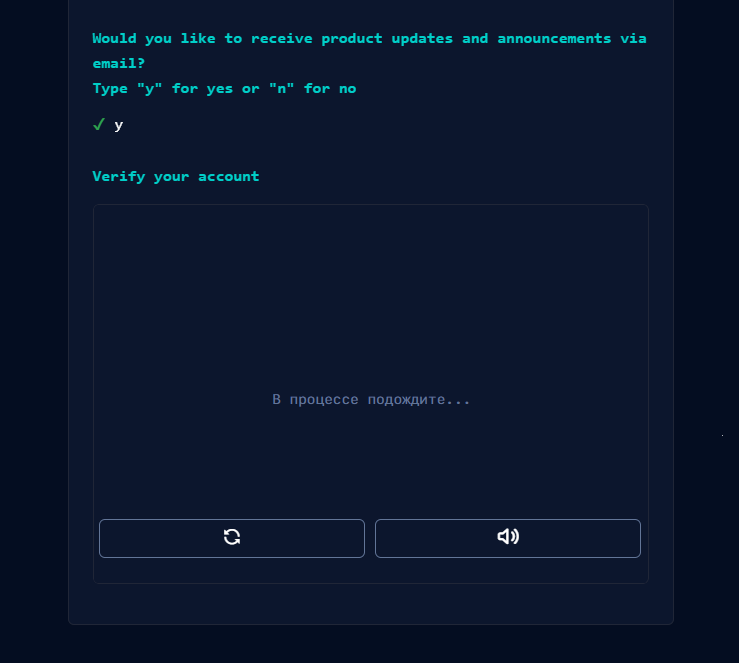 Would you like to receive product updates and announcements via
email?
Type "y" for yes or "n" for no
✓ y
Verify your account
В процессе подождите...